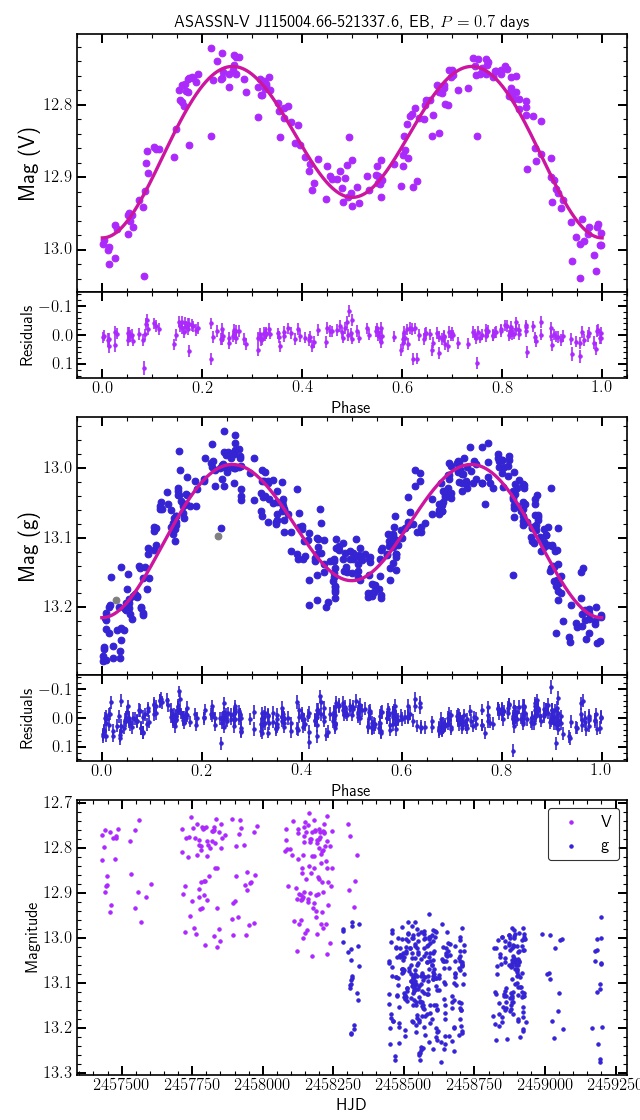 ASASSN-V J115004.66-521337.6, EB, P = 0.7 days
12.8
12.9
13.0
Mag (V)
−0.1
0.0
0.1
Residuals
0.0 0.2 0.4 0.6 0.8 1.0
Phase
13.0
13.1
13.2
Mag (g)
−0.1
0.0
0.1
Residuals
0.0 0.2 0.4 0.6 0.8 1.0
Phase
12.7
12.8
12.9
13.0
13.1
13.2
13.3
Magnitude
V
g
2457500 2457750 2458000 2458250 2458500 2458750 2459000 245925
HJD